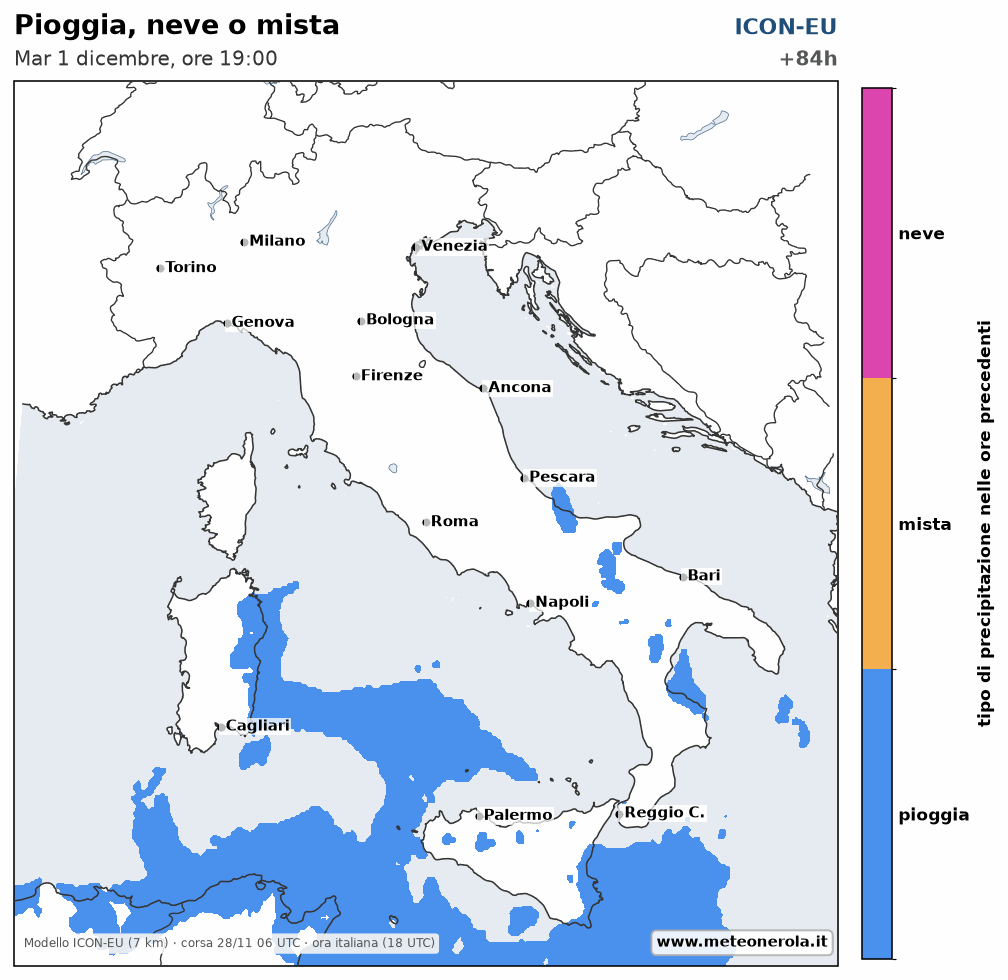 Pioggia, neve o mista
ICON-EU
Mar 1 dicembre, ore 19:00
+84h
neve
Milano
Venezia
Torino
Genova
Bologna
Firenze
Ancona
Pescara
mista
Roma
tipo di precipitazione nelle ore precedenti
Bari
Napoli
Cagliari
Palermo
Reggio C.
pioggia
Modello ICON-EU (7 km) · corsa 28/11 06 UTC · ora italiana (18 UTC)
www.meteonerola.it